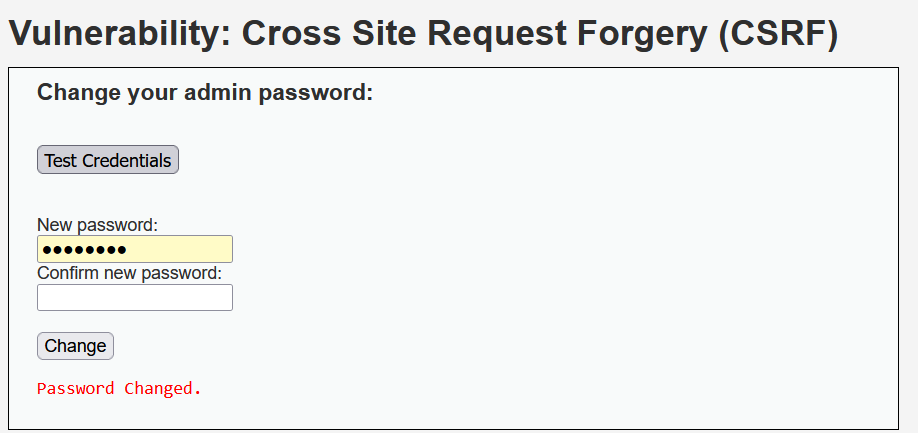 Vulnerability: Cross Site Request Forgery (CSRF)
Change your admin password:
Test Credentials
New password:
●●●●●●●●
Confirm new password:
Change
Password Changed.